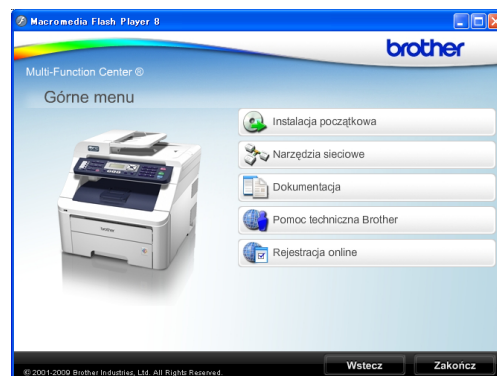 Macromedia Flash Player 8
brother
Multi-Function Center ®
Górne menu
Instalacja początkowa
Narzędzia sieciowe
Dokumentacja
Pomoc techniczna Brother
Rejestracja online
Wstecz
Zakończ
© 2001-2009 Brother Industries, Ltd. All Rights Reserved.